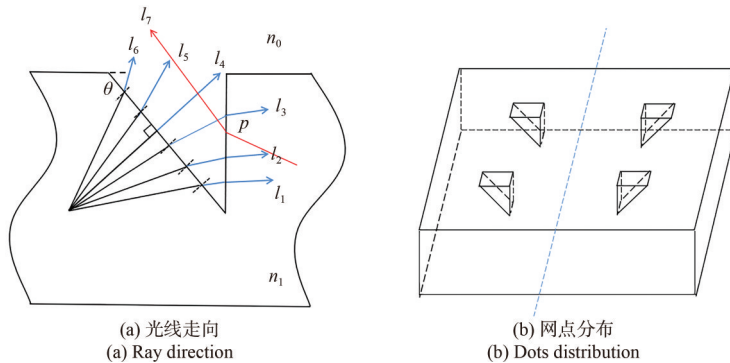 l₇
n₀
l₆
l₅
l₄
θ
l₃
p
l₂
l₁
n₁
(a) 光线走向
(a) Ray direction
(b) 网点分布
(b) Dots distribution